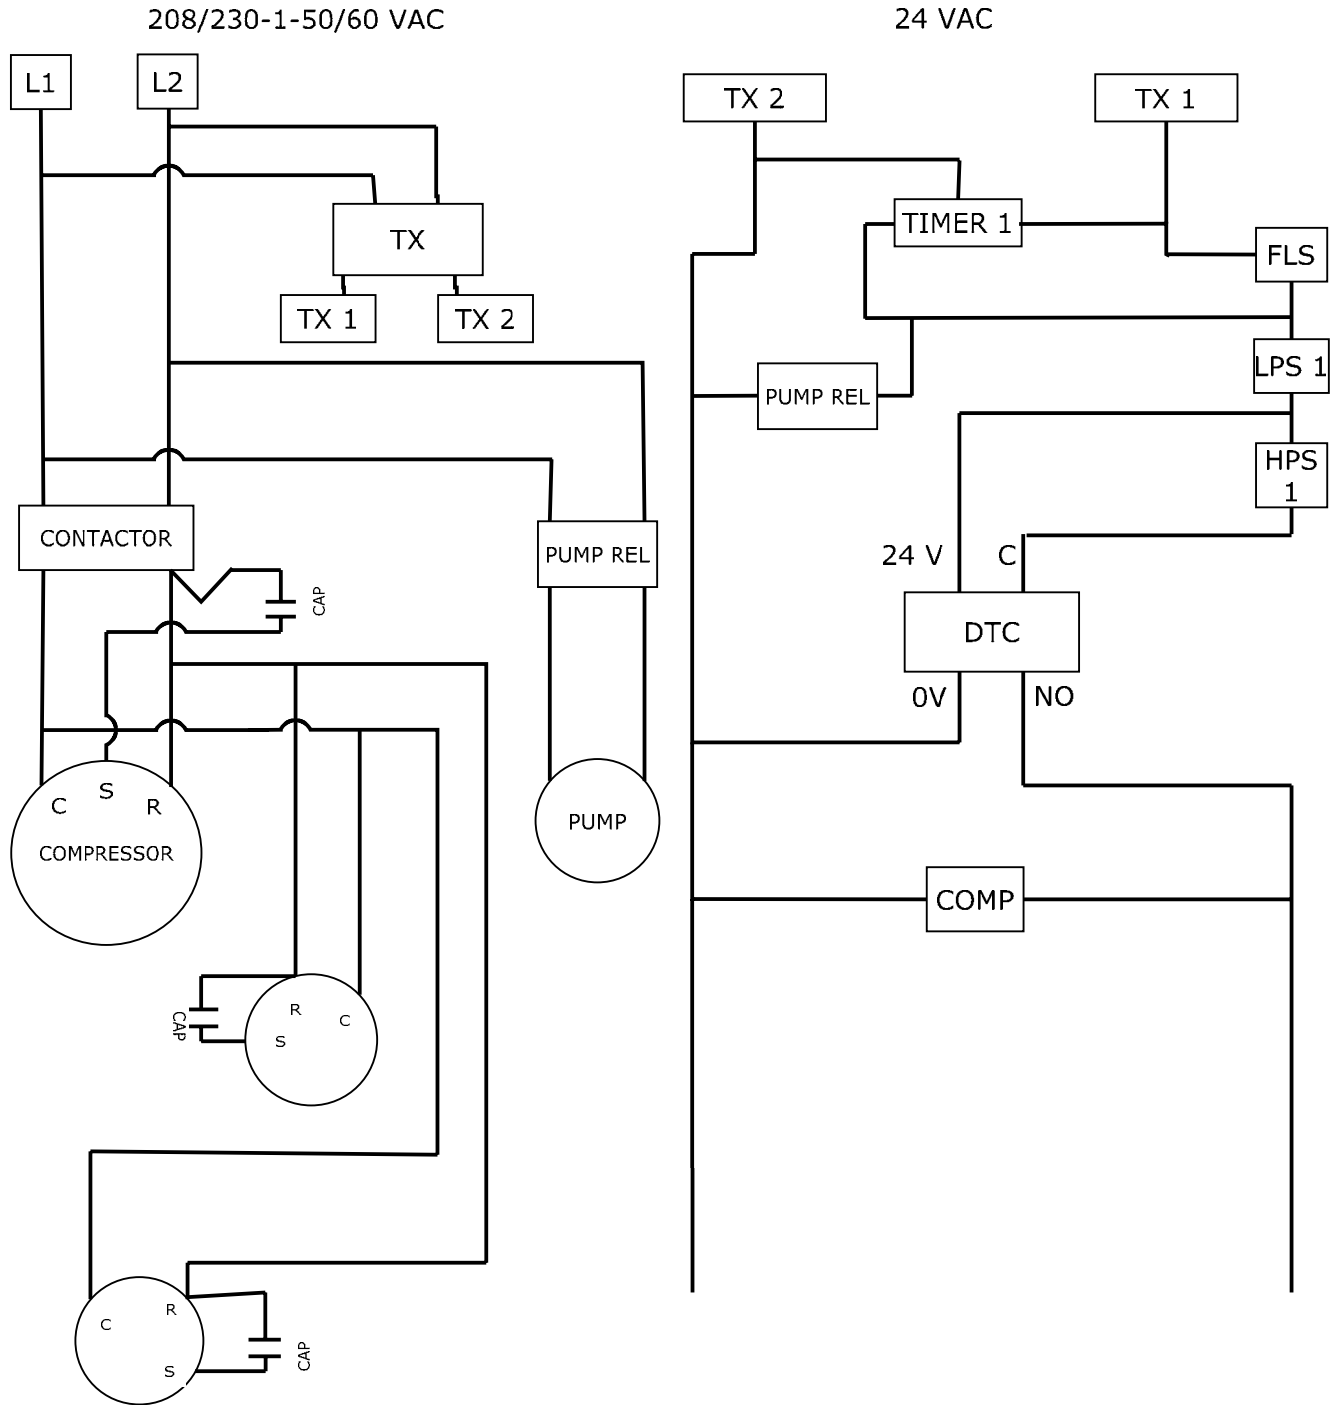 208/230-1-50/60 VAC
24 VAC
L1
L2
TX 2
TX 1
TX
TIMER 1
FLS
TX 1
TX 2
LPS 1
PUMP REL
HPS
1
CONTACTOR
PUMP REL
24 V
C
CAP
DTC
0V
NO
C
S
R
COMPRESSOR
PUMP
COMP
R
C
S
CAP
C
R
S
CAP